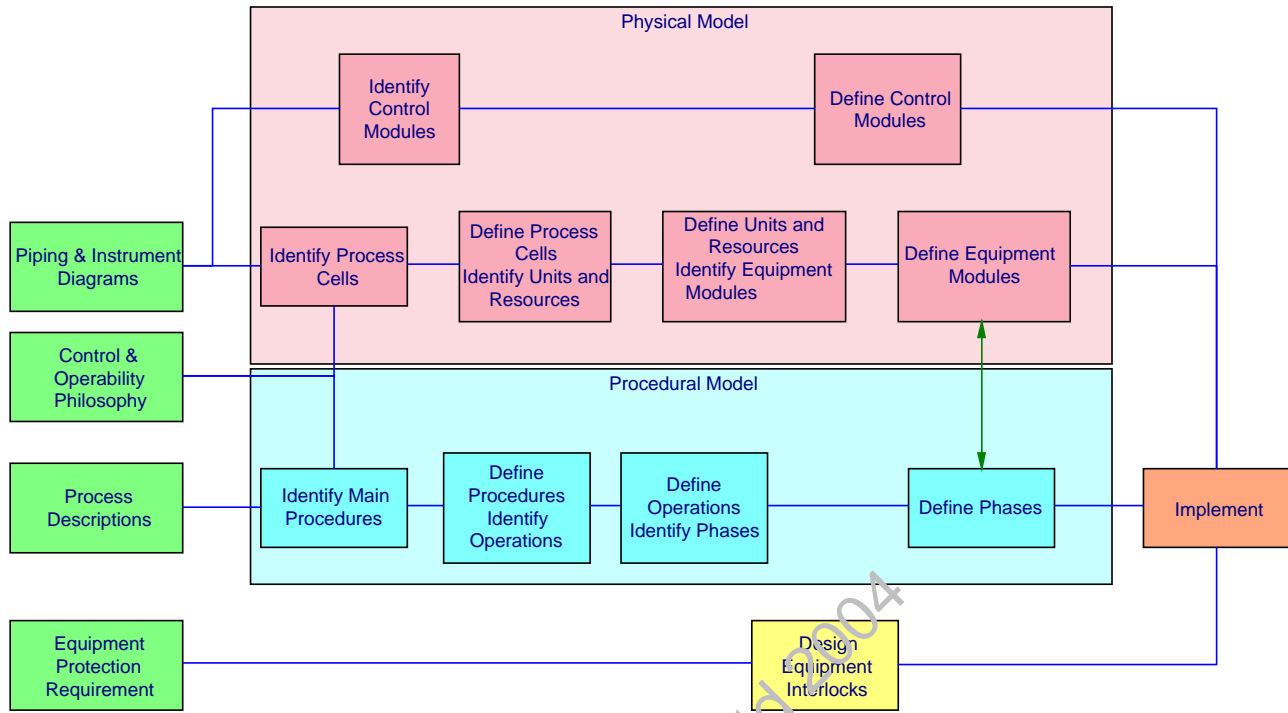 Physical Model
Identify
Control
Modules
Define Control
Modules
Piping & Instrument
Diagrams
Identify Process
Cells
Define Process
Cells
Identify Units and
Resources
Define Units and
Resources
Identify Equipment
Modules
Define Equipment
Modules
Control &
Operability
Philosophy
Procedural Model
Process
Descriptions
Identify Main
Procedures
Define
Procedures
Identify
Operations
Define
Operations
Identify Phases
Define Phases
Implement
Equipment
Protection
Requirement
Design
Equipment
Interlocks
2004